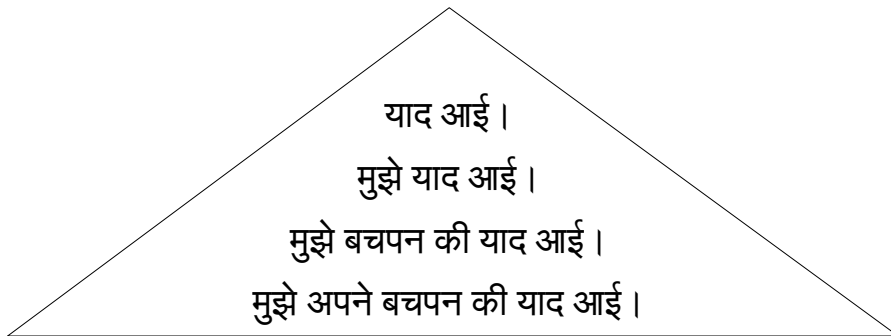 याद आई।
मुझे याद आई।
मुझे बचपन की याद आई।
मुझे अपने बचपन की याद आई।